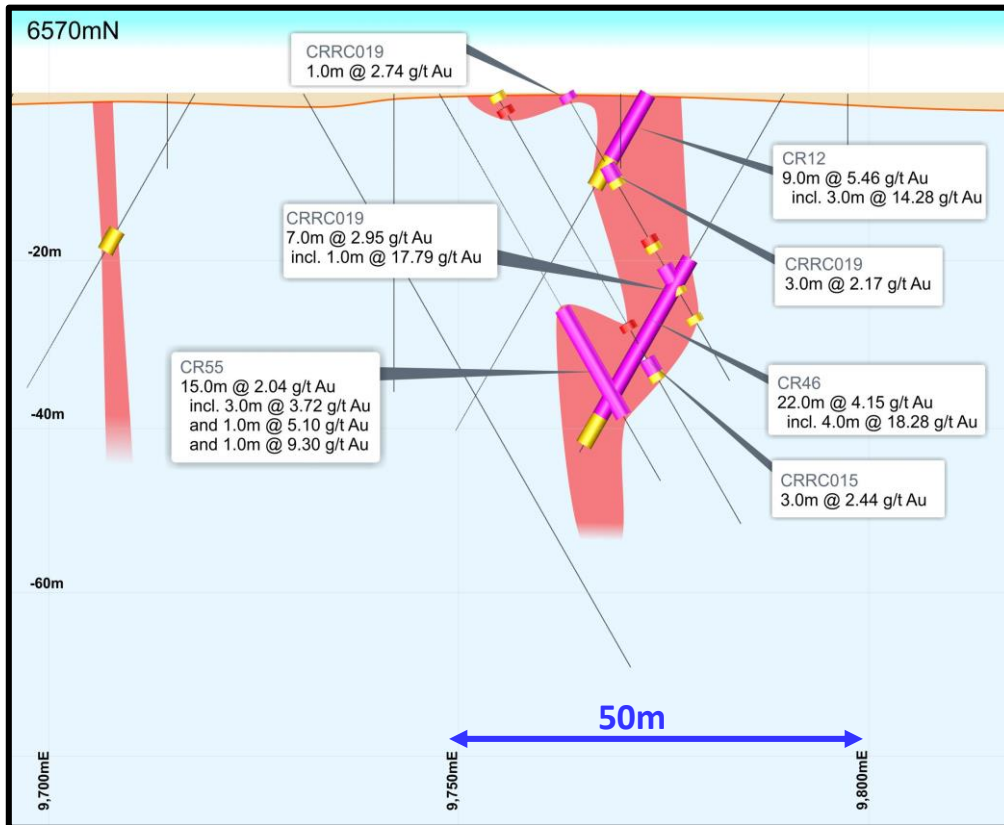 6570mN
CRRC019
1.0m @ 2.74 g/t Au
CR12
9.0m @ 5.46 g/t Au
incl. 3.0m @ 14.28 g/t Au
CRRC019
7.0m @ 2.95 g/t Au
incl. 1.0m @ 17.79 g/t Au
-20m
CRRC019
3.0m @ 2.17 g/t Au
CR55
15.0m @ 2.04 g/t Au
incl. 3.0m @ 3.72 g/t Au
and 1.0m @ 5.10 g/t Au
and 1.0m @ 9.30 g/t Au
CR46
22.0m @ 4.15 g/t Au
incl. 4.0m @ 18.28 g/t Au
-40m
CRRC015
3.0m @ 2.44 g/t Au
-60m
50m
9,700mE
9,750mE
9,800mE